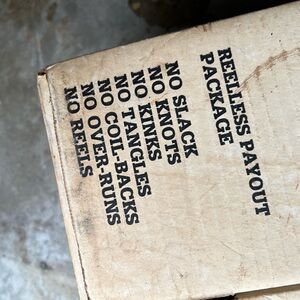 REELLESS PAYOUT
PACKAGE
NO SLACK
NO KNOTS
NO KINKS
NO TANGLES
NO COIL-BACKS
NO OVER-RUNS
NO REELS